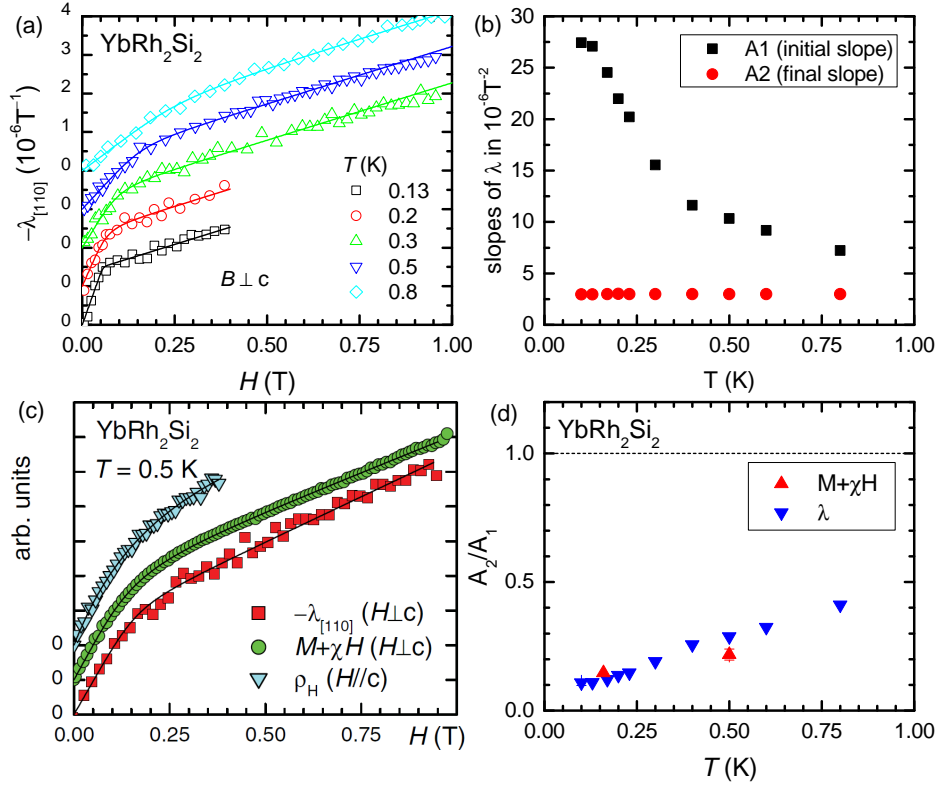 (a)
YbRh2Si2
−λ[110] (10⁻⁶T⁻¹)
4
3
2
1
0
0
0
0
0
T (K)
0.13
0.2
0.3
0.5
0.8
B ⊥ c
0.00 0.25 0.50 0.75 1.00
H (T)
(b)
slopes of λ in 10⁻⁶T⁻²
30
25
20
15
10
5
0
A1 (initial slope)
A2 (final slope)
0.00 0.25 0.50 0.75 1.00
T (K)
(c)
YbRh2Si2
T = 0.5 K
arb. units
0
0
0
−λ[110] (H⊥c)
M+χH (H⊥c)
ρH (H//c)
0.00 0.25 0.50 0.75 1.00
H (T)
(d)
YbRh2Si2
A2/A1
1.0
0.5
0.0
M+χH
λ
0.00 0.25 0.50 0.75 1.00
T (K)